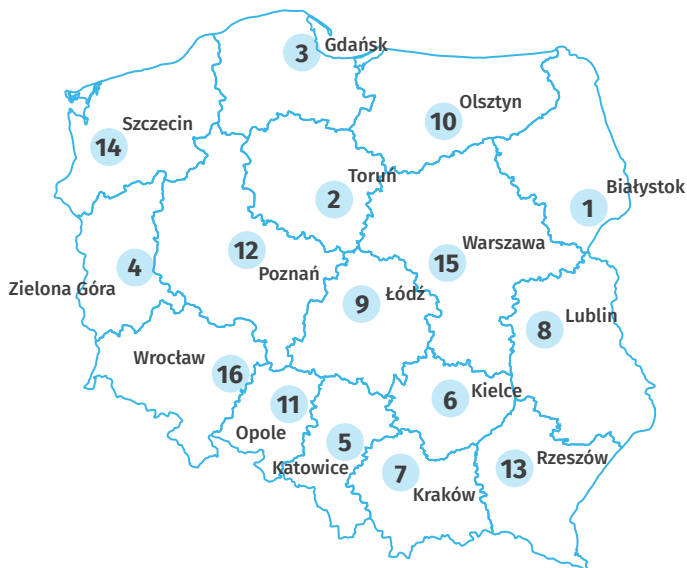 3
Gdańsk
Olsztyn
10
Szczecin
14
Toruń
2
Białystok
1
12
Poznań
Warszawa
15
4
Zielona Góra
9
Łódź
8
Lublin
Wrocław
16
11
Opole
6
Kielce
5
Katowice
7
Kraków
13
Rzeszów